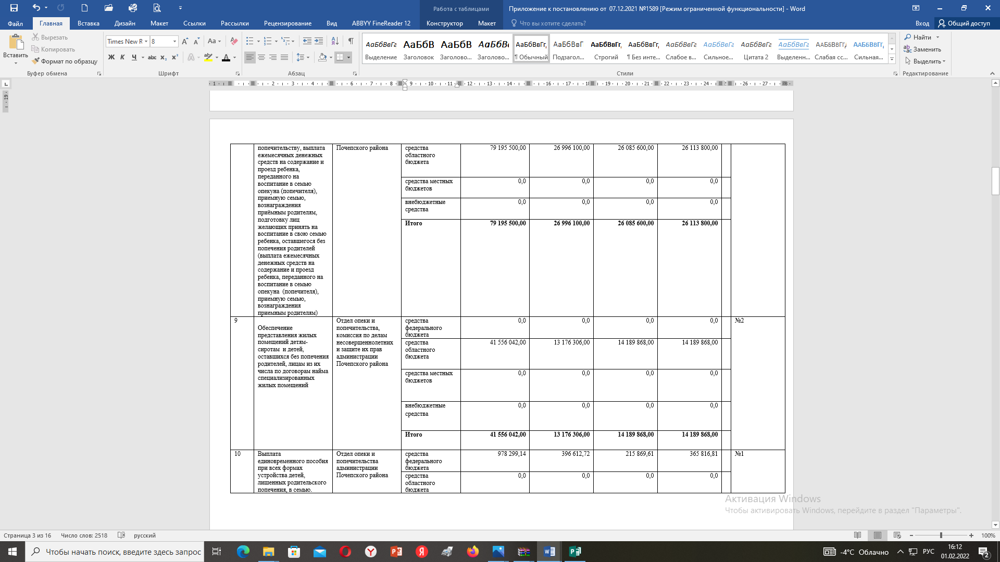 Работа с таблицами
Приложение к постановлению от  07.12.2021 №1589 [Режим ограниченной функциональности] - Word
Файл Главная Вставка Дизайн Макет Ссылки Рассылки Рецензирование Вид ABBYY FineReader 12 Конструктор Макет Что вы хотите сделать? Вход Общий доступ
Вставить
Вырезать
Копировать
Формат по образцу
Буфер обмена
Times New R 8
Шрифт
Абзац
Выделение Заголовок Заголово... Заголово... ¶ Обычный Подзагол... Строгий ¶ Без инте... Слабое в... Сильное... Цитата 2 Выделенн... Слабая сс... Сильная...
Стили
Найти
Заменить
Выделить
Редактирование
попечительству, выплата
ежемесячных денежных
средств на содержание и
проезд ребенка,
переданного на
воспитание в семью
опекуна (попечителя),
приемную семью,
вознаграждения
приёмным родителям,
подготовку лиц
желающих принять на
воспитание в свою семью
ребенка, оставшегося без
попечения родителей
(выплата ежемесячных
денежных средств на
содержание и проезд
ребенка, переданного на
воспитание в семью
опекуна  (попечителя),
приемную семью,
вознаграждения
приемным родителям)
Почепского района
средства
областного
бюджета
79 195 500,00 26 996 100,00 26 085 600,00 26 113 800,00
средства местных
бюджетов
0,0 0,0 0,0 0,0
внебюджетные
средства
0,0 0,0 0,0 0,0
Итого 79 195 500,00 26 996 100,00 26 085 600,00 26 113 800,00
9
Обеспечение
представления жилых
помещений детям-
сиротам  и детей,
оставшихся без попечения
родителей, лицам из их
числа по договорам найма
специализированных
жилых помещений
Отдел опеки и
попечительства,
комиссия по делам
несовершеннолетних
и защите их прав
администрации
Почепского района
средства
федерального
бюджета
0,0 0,0 0,0 0,0
№2
средства
областного
бюджета
41 556 042,00 13 176 306,00 14 189 868,00 14 189 868,00
средства местных
бюджетов
0,0 0,0 0,0 0,0
внебюджетные
средства
0,0 0,0 0,0 0,0
Итого 41 556 042,00 13 176 306,00 14 189 868,00 14 189 868,00
10
Выплата
единовременного пособия
при всех формах
устройства детей,
лишенных родительского
попечения, в семью.
Отдел опеки и
попечительства
администрации
Почепского района
средства
федерального
бюджета
978 299,14 396 612,72 215 869,61 365 816,81
№1
средства
областного
бюджета
0,0 0,0 0,0 0,0
Активация Windows
Чтобы активировать Windows, перейдите в раздел "Параметры".
Страница 3 из 16 Число слов: 2518 русский 100%
Чтобы начать поиск, введите здесь запрос
-4°C Облачно РУС 16:12
01.02.2022
2